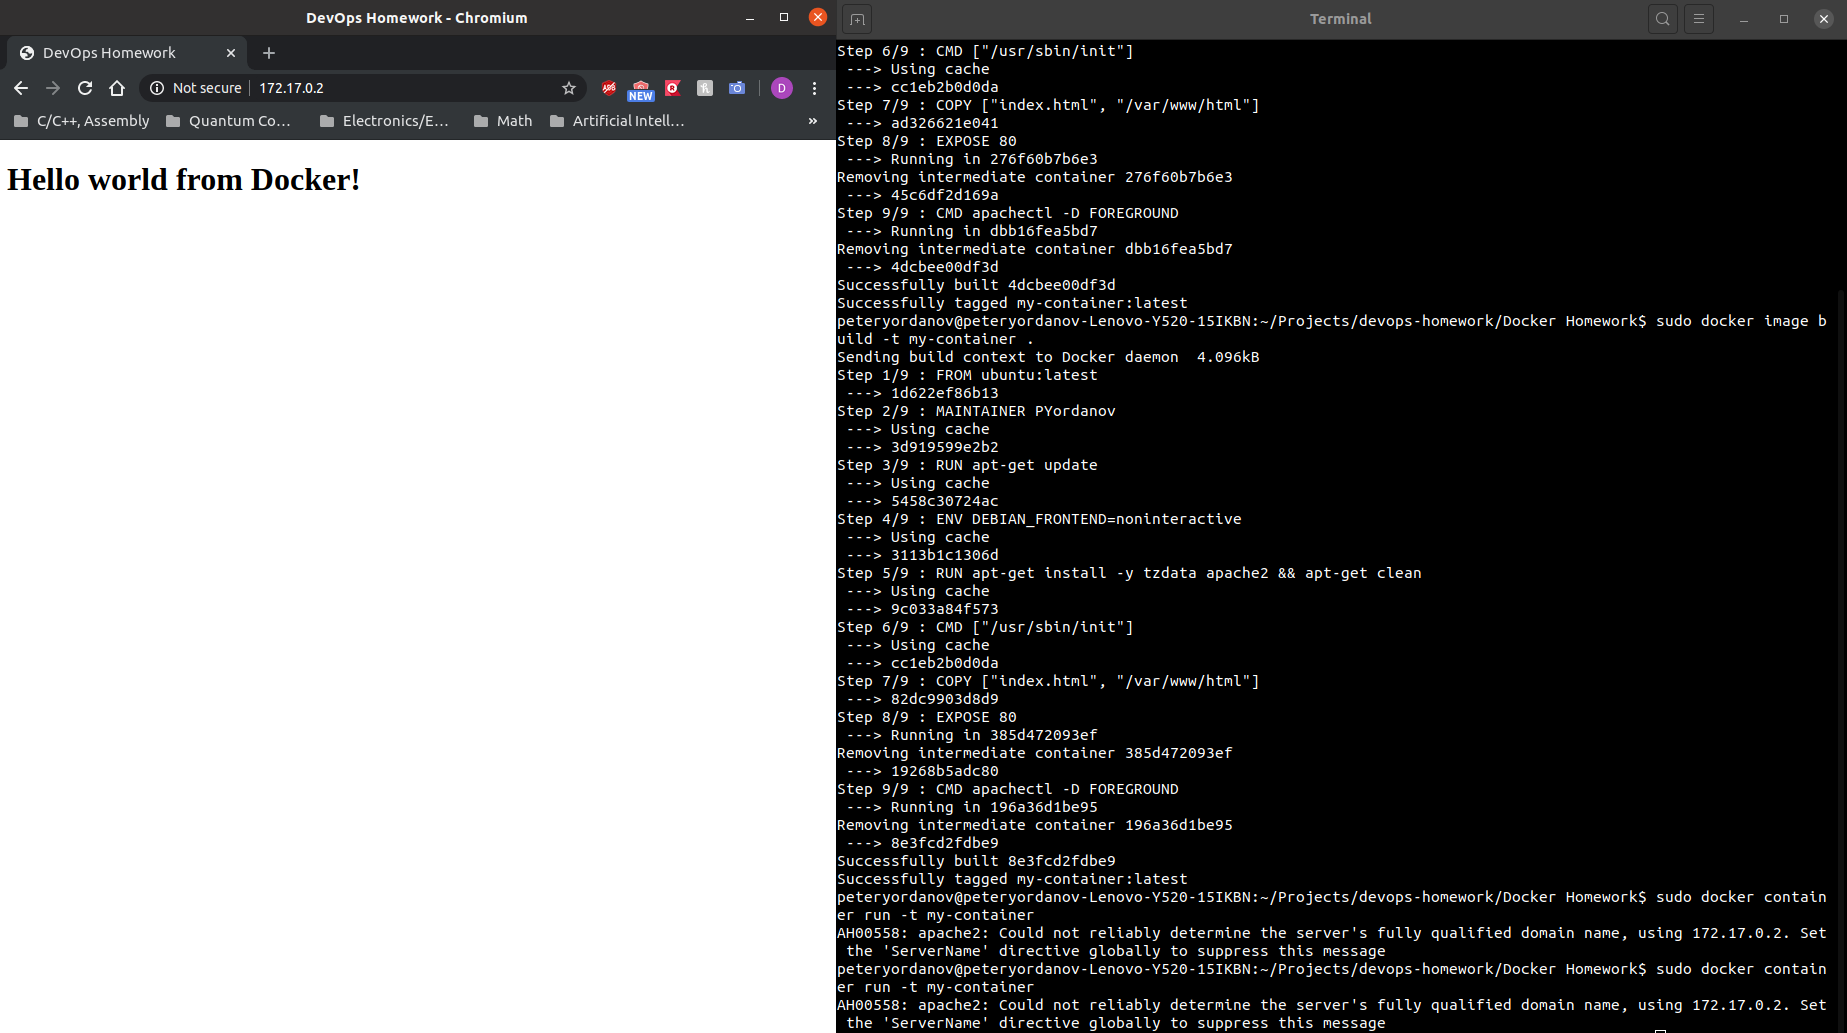 DevOps Homework - Chromium
DevOps Homework
Not secure
172.17.0.2
ABP
NEW
D
C/C++, Assembly
Quantum Co...
Electronics/E...
Math
Artificial Intell...
»
Hello world from Docker!
Terminal
Step 6/9 : CMD ["/usr/sbin/init"]
---> Using cache
---> cc1eb2b0d0da
Step 7/9 : COPY ["index.html", "/var/www/html"]
---> ad326621e041
Step 8/9 : EXPOSE 80
---> Running in 276f60b7b6e3
Removing intermediate container 276f60b7b6e3
---> 45c6df2d169a
Step 9/9 : CMD apachectl -D FOREGROUND
---> Running in dbb16fea5bd7
Removing intermediate container dbb16fea5bd7
---> 4dcbee00df3d
Successfully built 4dcbee00df3d
Successfully tagged my-container:latest
peteryordanov@peteryordanov-Lenovo-Y520-15IKBN:~/Projects/devops-homework/Docker Homework$ sudo docker image b
uild -t my-container .
Sending build context to Docker daemon  4.096kB
Step 1/9 : FROM ubuntu:latest
---> 1d622ef86b13
Step 2/9 : MAINTAINER PYordanov
---> Using cache
---> 3d919599e2b2
Step 3/9 : RUN apt-get update
---> Using cache
---> 5458c30724ac
Step 4/9 : ENV DEBIAN_FRONTEND=noninteractive
---> Using cache
---> 3113b1c1306d
Step 5/9 : RUN apt-get install -y tzdata apache2 && apt-get clean
---> Using cache
---> 9c033a84f573
Step 6/9 : CMD ["/usr/sbin/init"]
---> Using cache
---> cc1eb2b0d0da
Step 7/9 : COPY ["index.html", "/var/www/html"]
---> 82dc9903d8d9
Step 8/9 : EXPOSE 80
---> Running in 385d472093ef
Removing intermediate container 385d472093ef
---> 19268b5adc80
Step 9/9 : CMD apachectl -D FOREGROUND
---> Running in 196a36d1be95
Removing intermediate container 196a36d1be95
---> 8e3fcd2fdbe9
Successfully built 8e3fcd2fdbe9
Successfully tagged my-container:latest
peteryordanov@peteryordanov-Lenovo-Y520-15IKBN:~/Projects/devops-homework/Docker Homework$ sudo docker contain
er run -t my-container
AH00558: apache2: Could not reliably determine the server's fully qualified domain name, using 172.17.0.2. Set
the 'ServerName' directive globally to suppress this message
peteryordanov@peteryordanov-Lenovo-Y520-15IKBN:~/Projects/devops-homework/Docker Homework$ sudo docker contain
er run -t my-container
AH00558: apache2: Could not reliably determine the server's fully qualified domain name, using 172.17.0.2. Set
the 'ServerName' directive globally to suppress this message